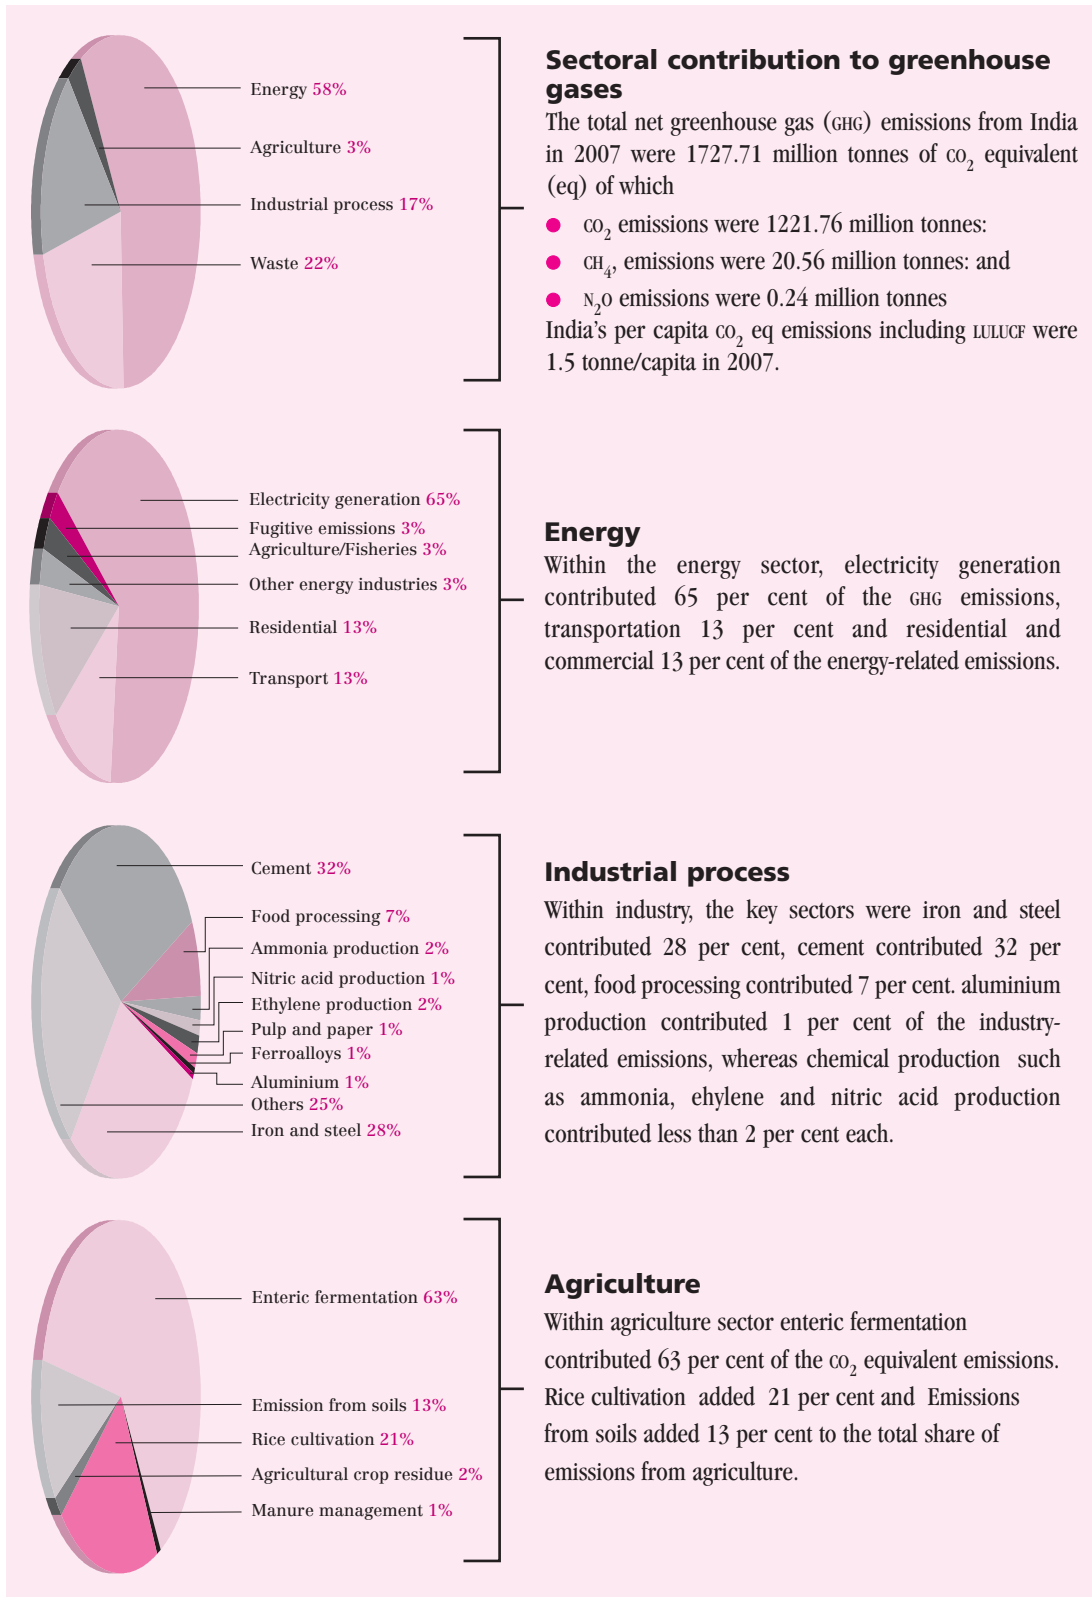 Energy 58%
Agriculture 3%
Industrial process 17%
Waste 22%
Sectoral contribution to greenhouse
gases
The total net greenhouse gas (GHG) emissions from India
in 2007 were 1727.71 million tonnes of CO2 equivalent
(eq) of which
● CO2 emissions were 1221.76 million tonnes:
● CH4, emissions were 20.56 million tonnes: and
● N2O emissions were 0.24 million tonnes
India's per capita CO2 eq emissions including LULUCF were
1.5 tonne/capita in 2007.
Electricity generation 65%
Fugitive emissions 3%
Agriculture/Fisheries 3%
Other energy industries 3%
Residential 13%
Transport 13%
Energy
Within the energy sector, electricity generation
contributed 65 per cent of the GHG emissions,
transportation 13 per cent and residential and
commercial 13 per cent of the energy-related emissions.
Cement 32%
Food processing 7%
Ammonia production 2%
Nitric acid production 1%
Ethylene production 2%
Pulp and paper 1%
Ferroalloys 1%
Aluminium 1%
Others 25%
Iron and steel 28%
Industrial process
Within industry, the key sectors were iron and steel
contributed 28 per cent, cement contributed 32 per
cent, food processing contributed 7 per cent. aluminium
production contributed 1 per cent of the industry-
related emissions, whereas chemical production such
as ammonia, ehylene and nitric acid production
contributed less than 2 per cent each.
Enteric fermentation 63%
Emission from soils 13%
Rice cultivation 21%
Agricultural crop residue 2%
Manure management 1%
Agriculture
Within agriculture sector enteric fermentation
contributed 63 per cent of the CO2 equivalent emissions.
Rice cultivation added 21 per cent and Emissions
from soils added 13 per cent to the total share of
emissions from agriculture.